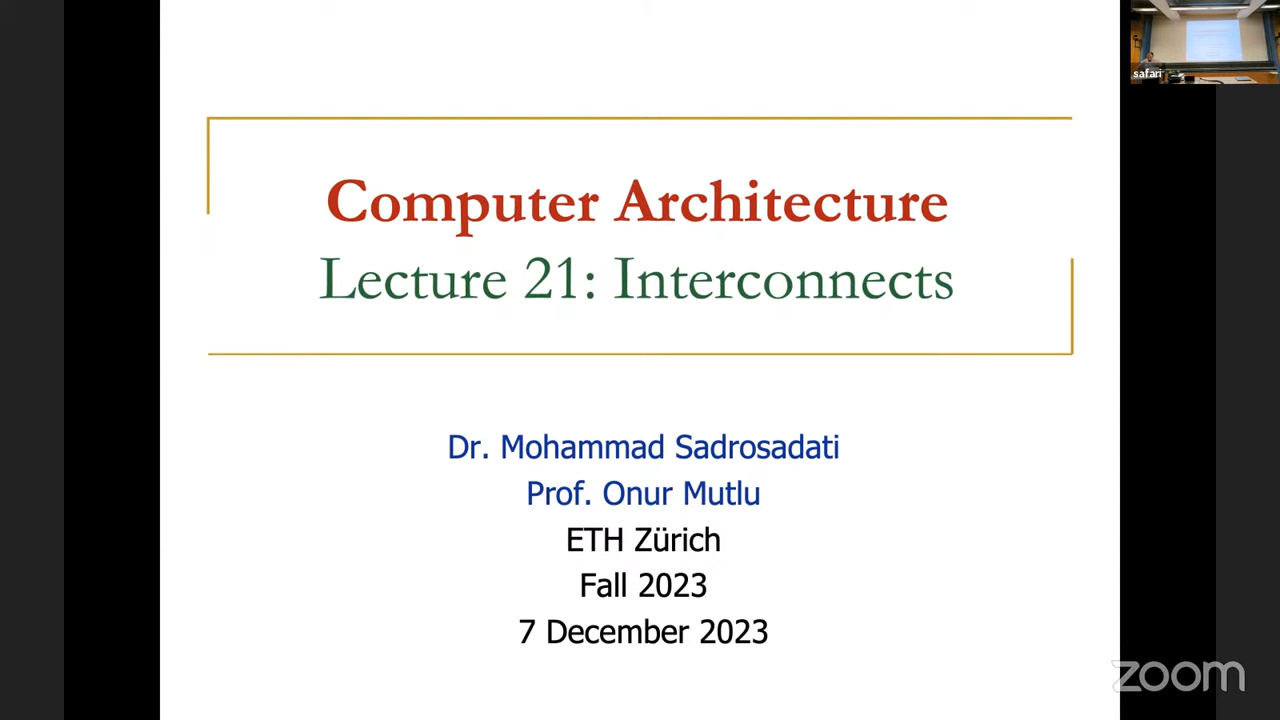 safari
Computer Architecture
Lecture 21: Interconnects
Dr. Mohammad Sadrosadati
Prof. Onur Mutlu
ETH Zürich
Fall 2023
7 December 2023
zoom